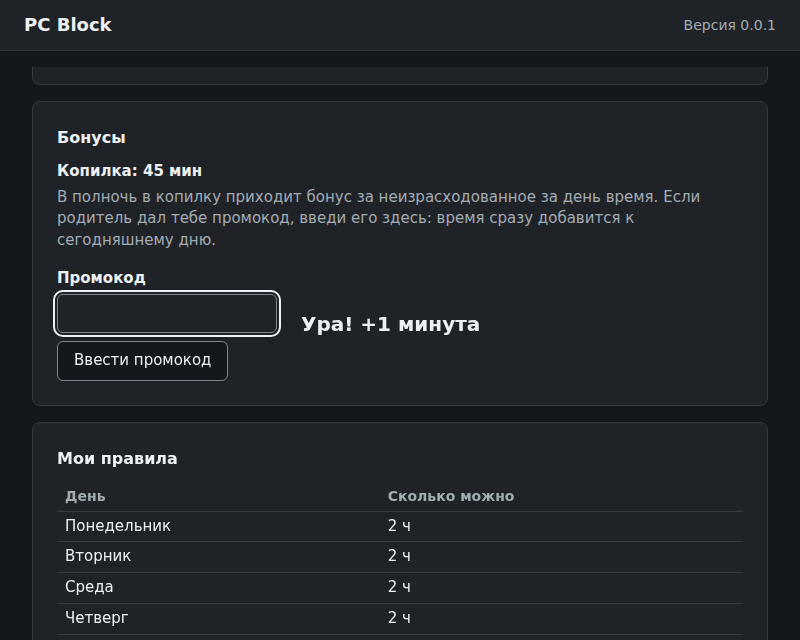 PC Block
Версия 0.0.1
Бонусы
Копилка: 45 мин
В полночь в копилку приходит бонус за неизрасходованное за день время. Если
родитель дал тебе промокод, введи его здесь: время сразу добавится к
сегодняшнему дню.
Промокод
Ура! +1 минута
Ввести промокод
Мои правила
День Сколько можно
Понедельник 2 ч
Вторник 2 ч
Среда 2 ч
Четверг 2 ч